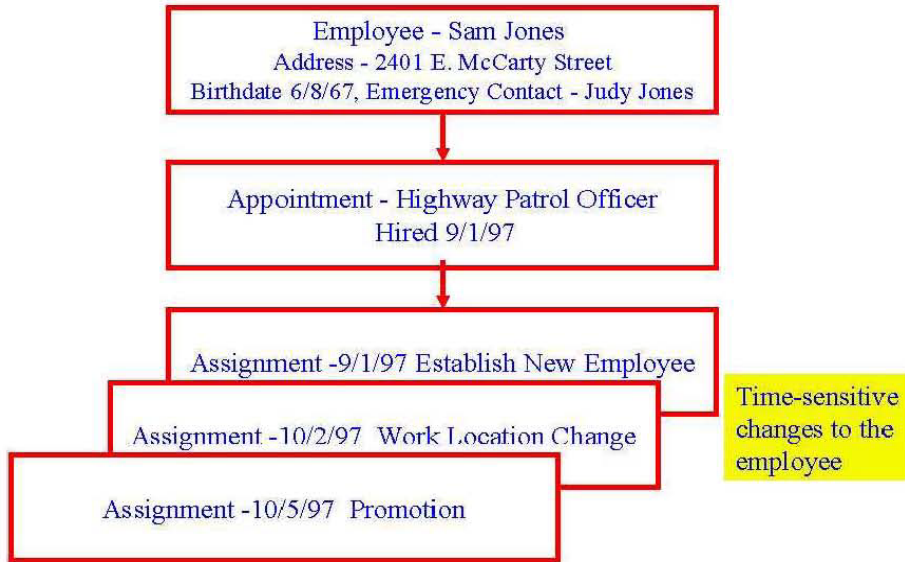 Employee - Sam Jones
Address - 2401 E. McCarty Street
Birthdate 6/8/67, Emergency Contact - Judy Jones
Appointment - Highway Patrol Officer
Hired 9/1/97
Assignment -9/1/97 Establish New Employee
Assignment -10/2/97 Work Location Change
Assignment -10/5/97 Promotion
Time-sensitive
changes to the
employee